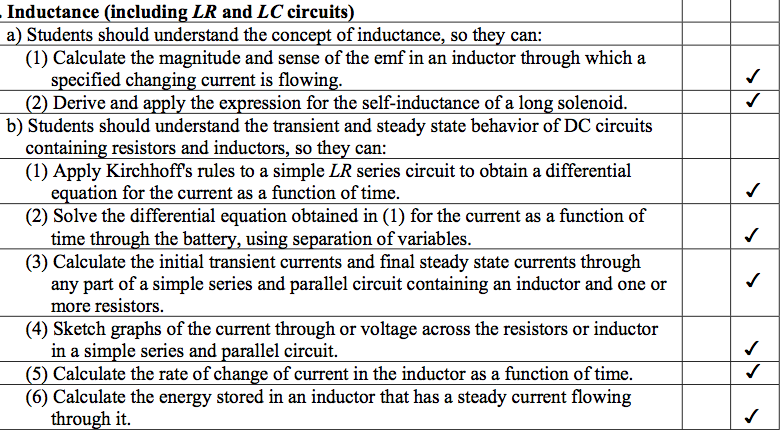 . Inductance (including LR and LC circuits)
a) Students should understand the concept of inductance, so they can:
(1) Calculate the magnitude and sense of the emf in an inductor through which a
specified changing current is flowing. ✓
(2) Derive and apply the expression for the self-inductance of a long solenoid. ✓
b) Students should understand the transient and steady state behavior of DC circuits
containing resistors and inductors, so they can:
(1) Apply Kirchhoff's rules to a simple LR series circuit to obtain a differential
equation for the current as a function of time. ✓
(2) Solve the differential equation obtained in (1) for the current as a function of
time through the battery, using separation of variables. ✓
(3) Calculate the initial transient currents and final steady state currents through
any part of a simple series and parallel circuit containing an inductor and one or ✓
more resistors.
(4) Sketch graphs of the current through or voltage across the resistors or inductor
in a simple series and parallel circuit. ✓
(5) Calculate the rate of change of current in the inductor as a function of time. ✓
(6) Calculate the energy stored in an inductor that has a steady current flowing
through it. ✓